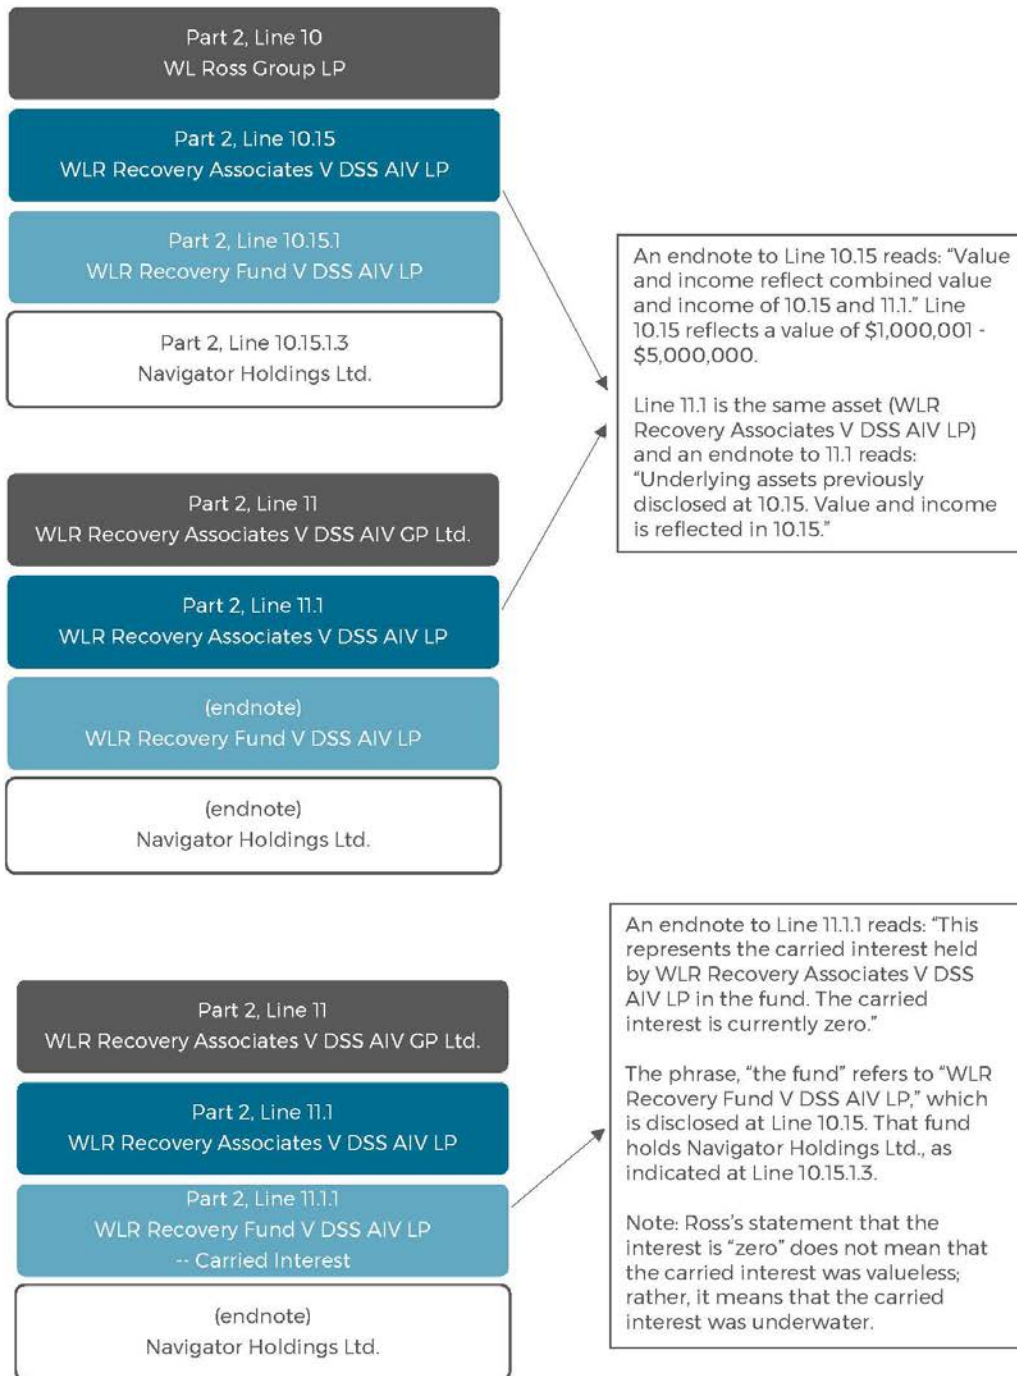 Part 2, Line 10
WL Ross Group LP
Part 2, Line 10.15
WLR Recovery Associates V DSS AIV LP
Part 2, Line 10.15.1
WLR Recovery Fund V DSS AIV LP
Part 2, Line 10.15.1.3
Navigator Holdings Ltd.
An endnote to Line 10.15 reads: “Value
and income reflect combined value
and income of 10.15 and 11.1.” Line
10.15 reflects a value of $1,000,001 -
$5,000,000.
Line 11.1 is the same asset (WLR
Recovery Associates V DSS AIV LP)
and an endnote to 11.1 reads:
“Underlying assets previously
disclosed at 10.15. Value and income
is reflected in 10.15.”
Part 2, Line 11
WLR Recovery Associates V DSS AIV GP Ltd.
Part 2, Line 11.1
WLR Recovery Associates V DSS AIV LP
(endnote)
WLR Recovery Fund V DSS AIV LP
(endnote)
Navigator Holdings Ltd.
Part 2, Line 11
WLR Recovery Associates V DSS AIV GP Ltd.
Part 2, Line 11.1
WLR Recovery Associates V DSS AIV LP
Part 2, Line 11.1.1
WLR Recovery Fund V DSS AIV LP
-- Carried Interest
(endnote)
Navigator Holdings Ltd.
An endnote to Line 11.1.1 reads: “This
represents the carried interest held
by WLR Recovery Associates V DSS
AIV LP in the fund. The carried
interest is currently zero.”
The phrase, “the fund” refers to “WLR
Recovery Fund V DSS AIV LP,” which
is disclosed at Line 10.15. That fund
holds Navigator Holdings Ltd., as
indicated at Line 10.15.1.3.
Note: Ross’s statement that the
interest is “zero” does not mean that
the carried interest was valueless;
rather, it means that the carried
interest was underwater.